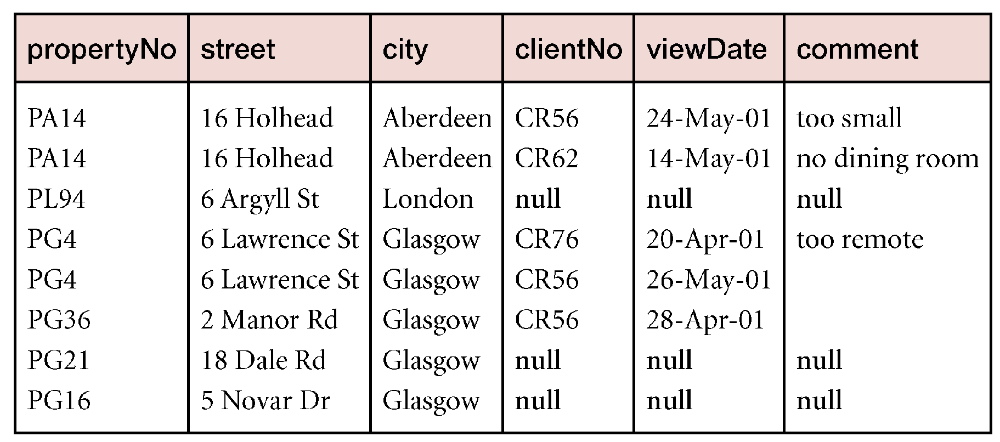 propertyNo street city clientNo viewDate comment
PA14 16 Holhead Aberdeen CR56 24-May-01 too small
PA14 16 Holhead Aberdeen CR62 14-May-01 no dining room
PL94 6 Argyll St London null null null
PG4 6 Lawrence St Glasgow CR76 20-Apr-01 too remote
PG4 6 Lawrence St Glasgow CR56 26-May-01
PG36 2 Manor Rd Glasgow CR56 28-Apr-01
PG21 18 Dale Rd Glasgow null null null
PG16 5 Novar Dr Glasgow null null null